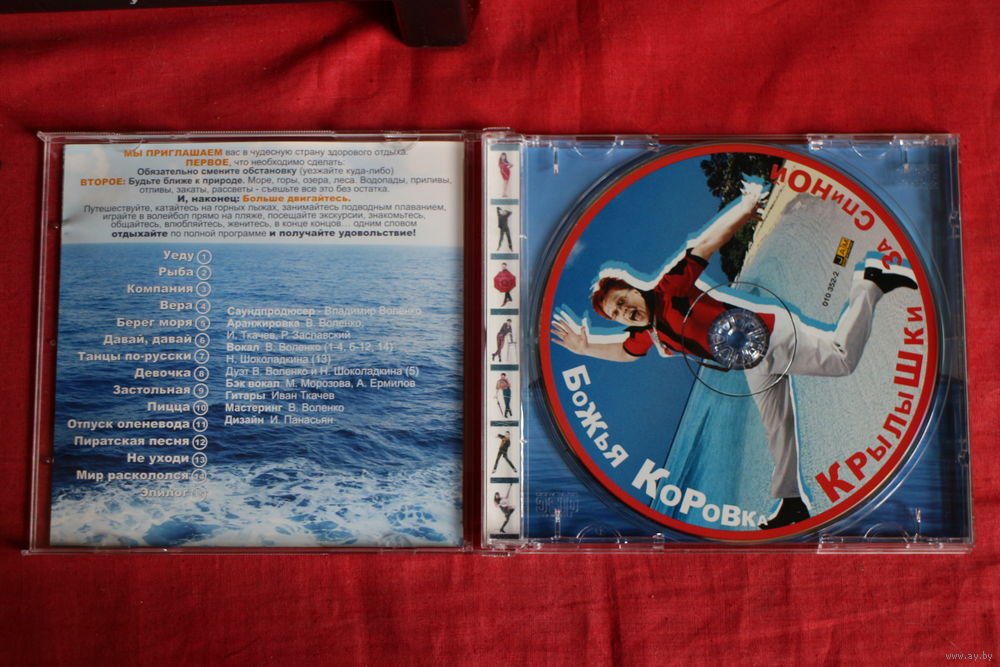 МЫ ПРИГЛАШАЕМ вас в чудесную страну здорового отдыха.
ПЕРВОЕ, что необходимо сделать.
Обязательно смените обстановку (уезжайте куда-либо)
ВТОРОЕ: Будьте ближе к природе. Море, горы, озера, леса. Водопады, приливы,
отливы, закаты, рассветы - съешьте все это без остатка.
И, наконец: Больше двигайтесь.
Путешествуйте, катайтесь на горных лыжах, занимайтесь подводным плаванием,
играйте в волейбол прямо на пляже, посещайте экскурсии, знакомьтесь,
общайтесь, влюбляйтесь, женитесь, в конце концов... одним словом
отдыхайте по полной программе и получайте удовольствие!
Уеду 1
Рыба 2
Компания 3
Вера 4
Берег моря 5
Давай, давай 6
Танцы по-русски 7
Девочка 8
Застольная 9
Пицца 10
Отпуск оленевода 11
Пиратская песня 12
Не уходи 13
Мир раскололся 14
Эпилог
Саундпродюсер - Владимир Воленко
Аранжировка В. Воленко,
И. Ткачев, Р. Заславский
Вокал В. Воленко (1-4, 6-12, 14)
Н. Шоколадкина (13)
Дуэт В. Воленко и Н. Шоколадкина (5)
Бэк вокал М. Морозова, А. Ермилов
Гитары Иван Ткачев
Мастеринг В. Воленко
Дизайн И. Панасьян
БоЖья КоРоВка
КРылыШКи За СпиНОй
JAM
010 352-2
www.ay.by